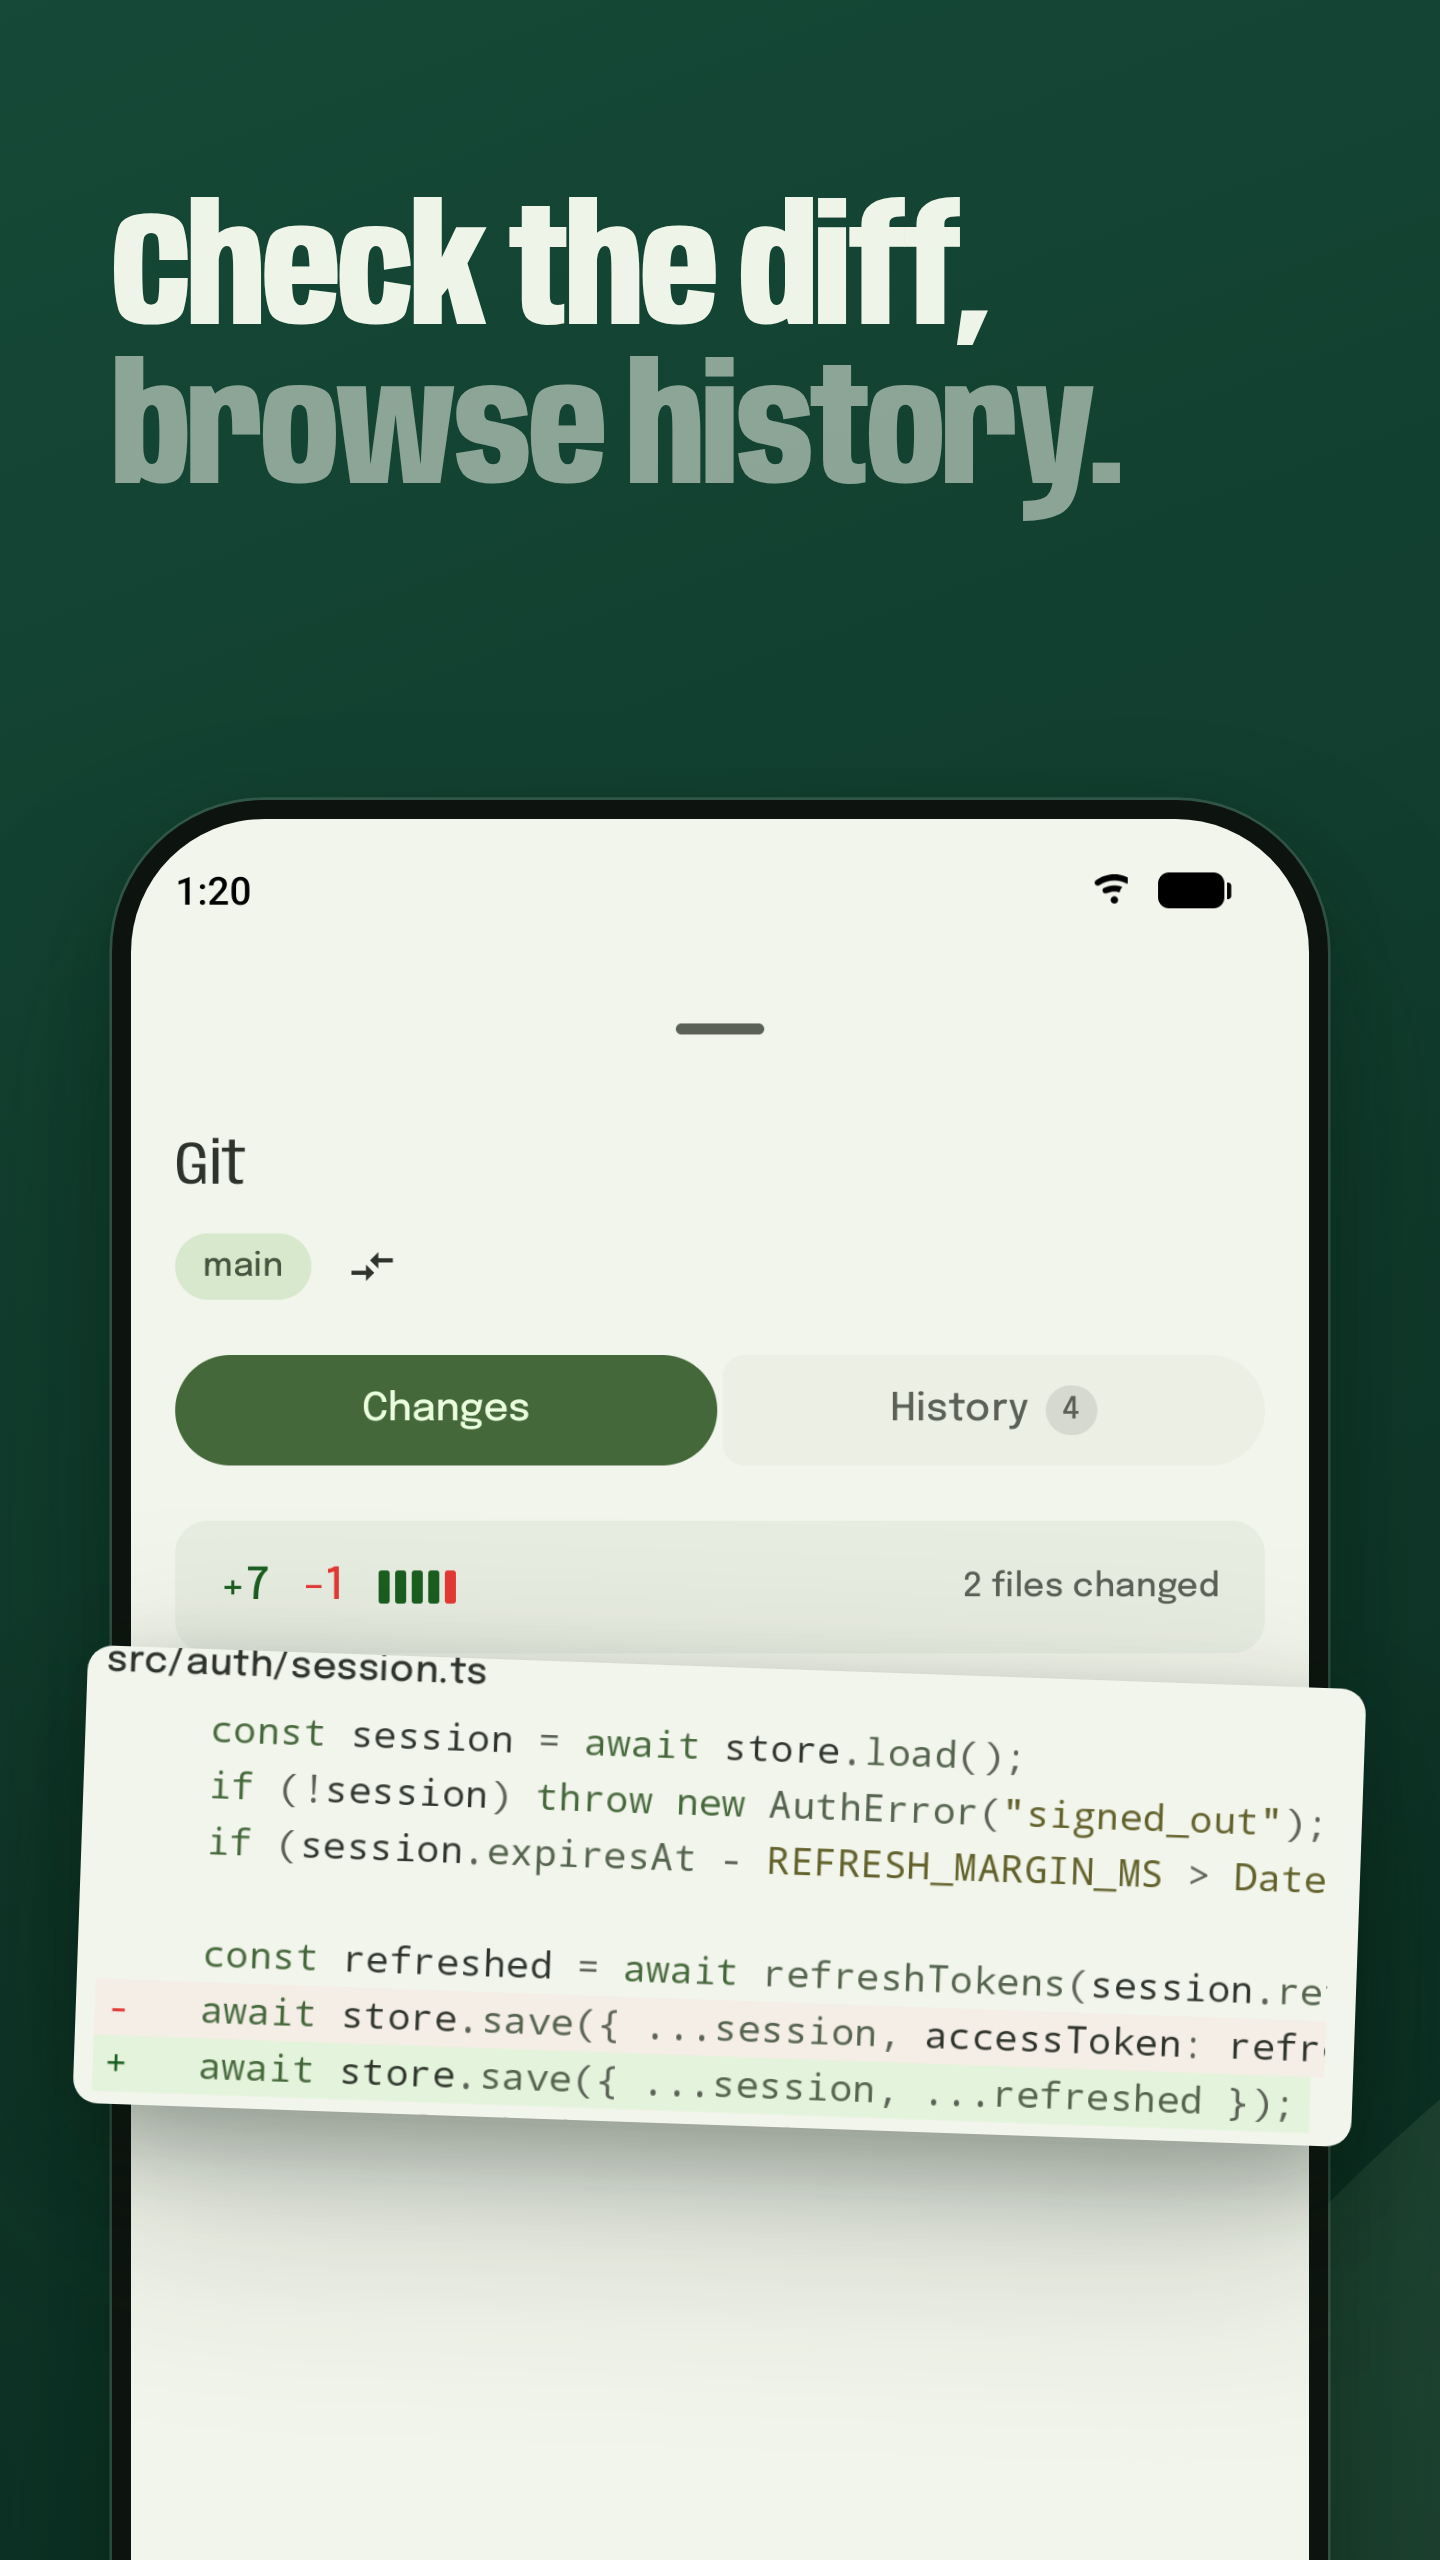 Check the diff,
browse history.
1:20
Git
main
Changes
History 4
+7 -1
2 files changed
src/auth/session.ts
const session = await store.load();
if (!session) throw new AuthError("signed_out");
if (session.expiresAt - REFRESH_MARGIN_MS > Date
const refreshed = await refreshTokens(session.re
- await store.save({ ...session, accessToken: refr
+ await store.save({ ...session, ...refreshed });